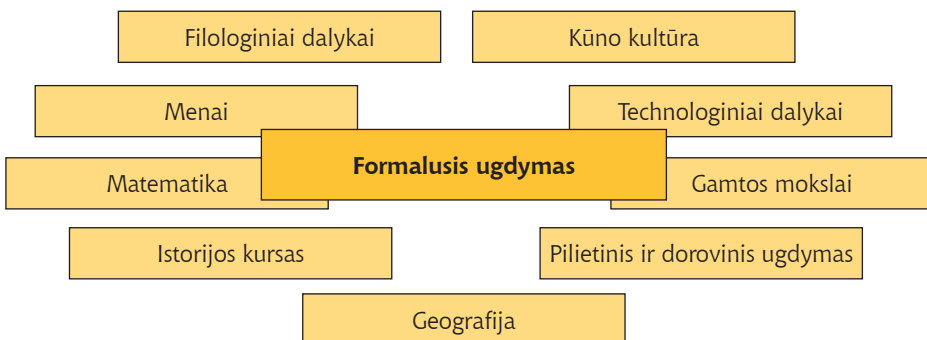 Filologiniai dalykai
Kūno kultūra
Menai
Technologiniai dalykai
Formalusis ugdymas
Matematika
Gamtos mokslai
Istorijos kursas
Pilietinis ir dorovinis ugdymas
Geografija